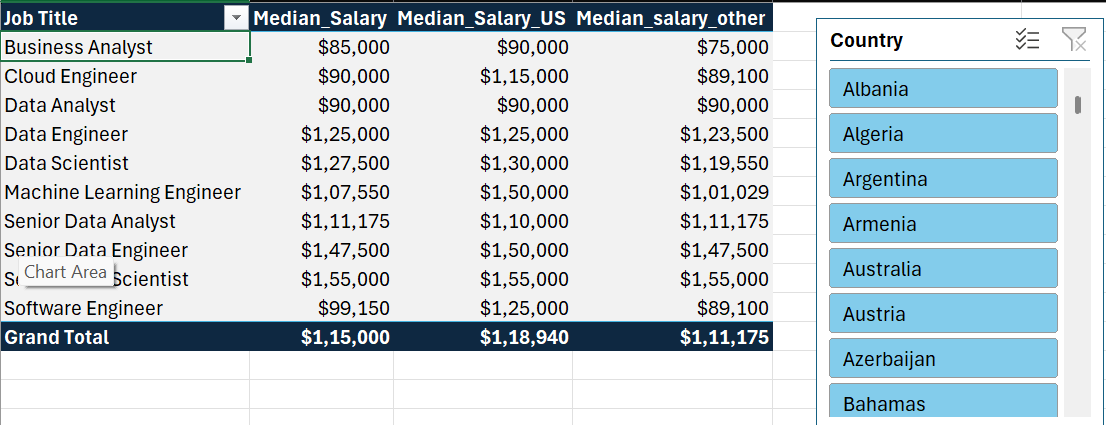 Job Title Median_Salary Median_Salary_US Median_salary_other
Business Analyst $85,000 $90,000 $75,000
Cloud Engineer $90,000 $1,15,000 $89,100
Data Analyst $90,000 $90,000 $90,000
Data Engineer $1,25,000 $1,25,000 $1,23,500
Data Scientist $1,27,500 $1,30,000 $1,19,550
Machine Learning Engineer $1,07,550 $1,50,000 $1,01,029
Senior Data Analyst $1,11,175 $1,10,000 $1,11,175
Senior Data Engineer $1,47,500 $1,50,000 $1,47,500
Chart Area
Scientist $1,55,000 $1,55,000 $1,55,000
Software Engineer $99,150 $1,25,000 $89,100
Grand Total $1,15,000 $1,18,940 $1,11,175
Country
Albania
Algeria
Argentina
Armenia
Australia
Austria
Azerbaijan
Bahamas